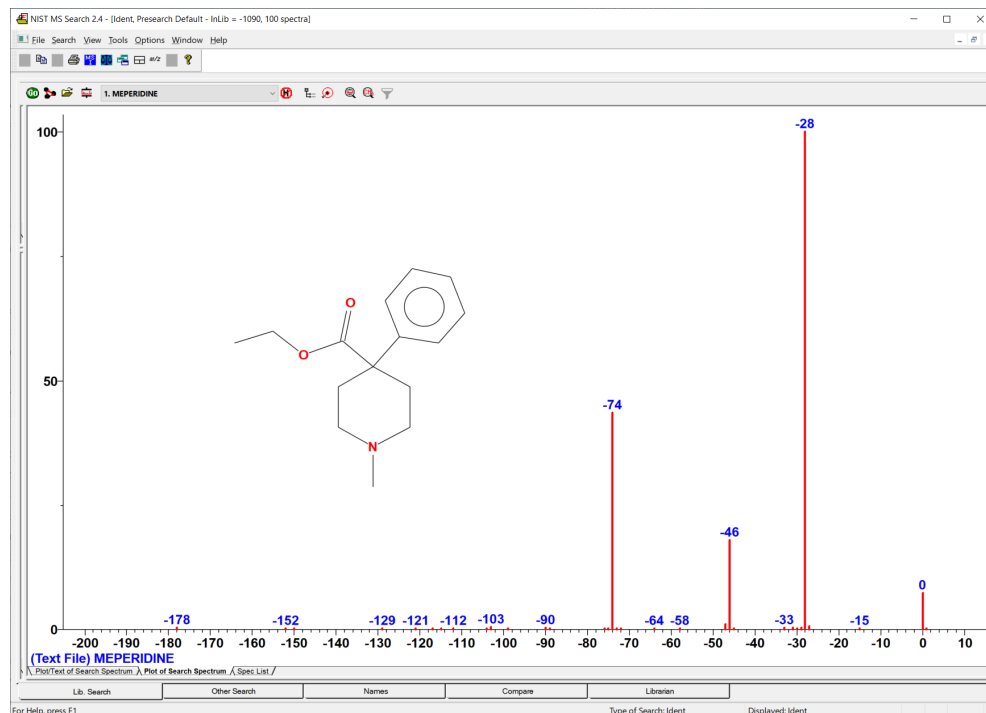 NIST MS Search 2.4 - [Ident, Presearch Default - InLib = -1090, 100 spectra]
File Search View Tools Options Window Help
m/z ?
GO 1. MEPERIDINE
100
-28
O
O
50
-74
N
-46
0
-178 -152 -129 -121 -112 -103 -90 -64 -58 -33 -15
0
-200 -190 -180 -170 -160 -150 -140 -130 -120 -110 -100 -90 -80 -70 -60 -50 -40 -30 -20 -10 0 10
(Text File) MEPERIDINE
Plot/Text of Search Spectrum Plot of Search Spectrum Spec List
Lib. Search Other Search Names Compare Librarian
For Help, press F1 Type of Search: Ident Displayed: Ident